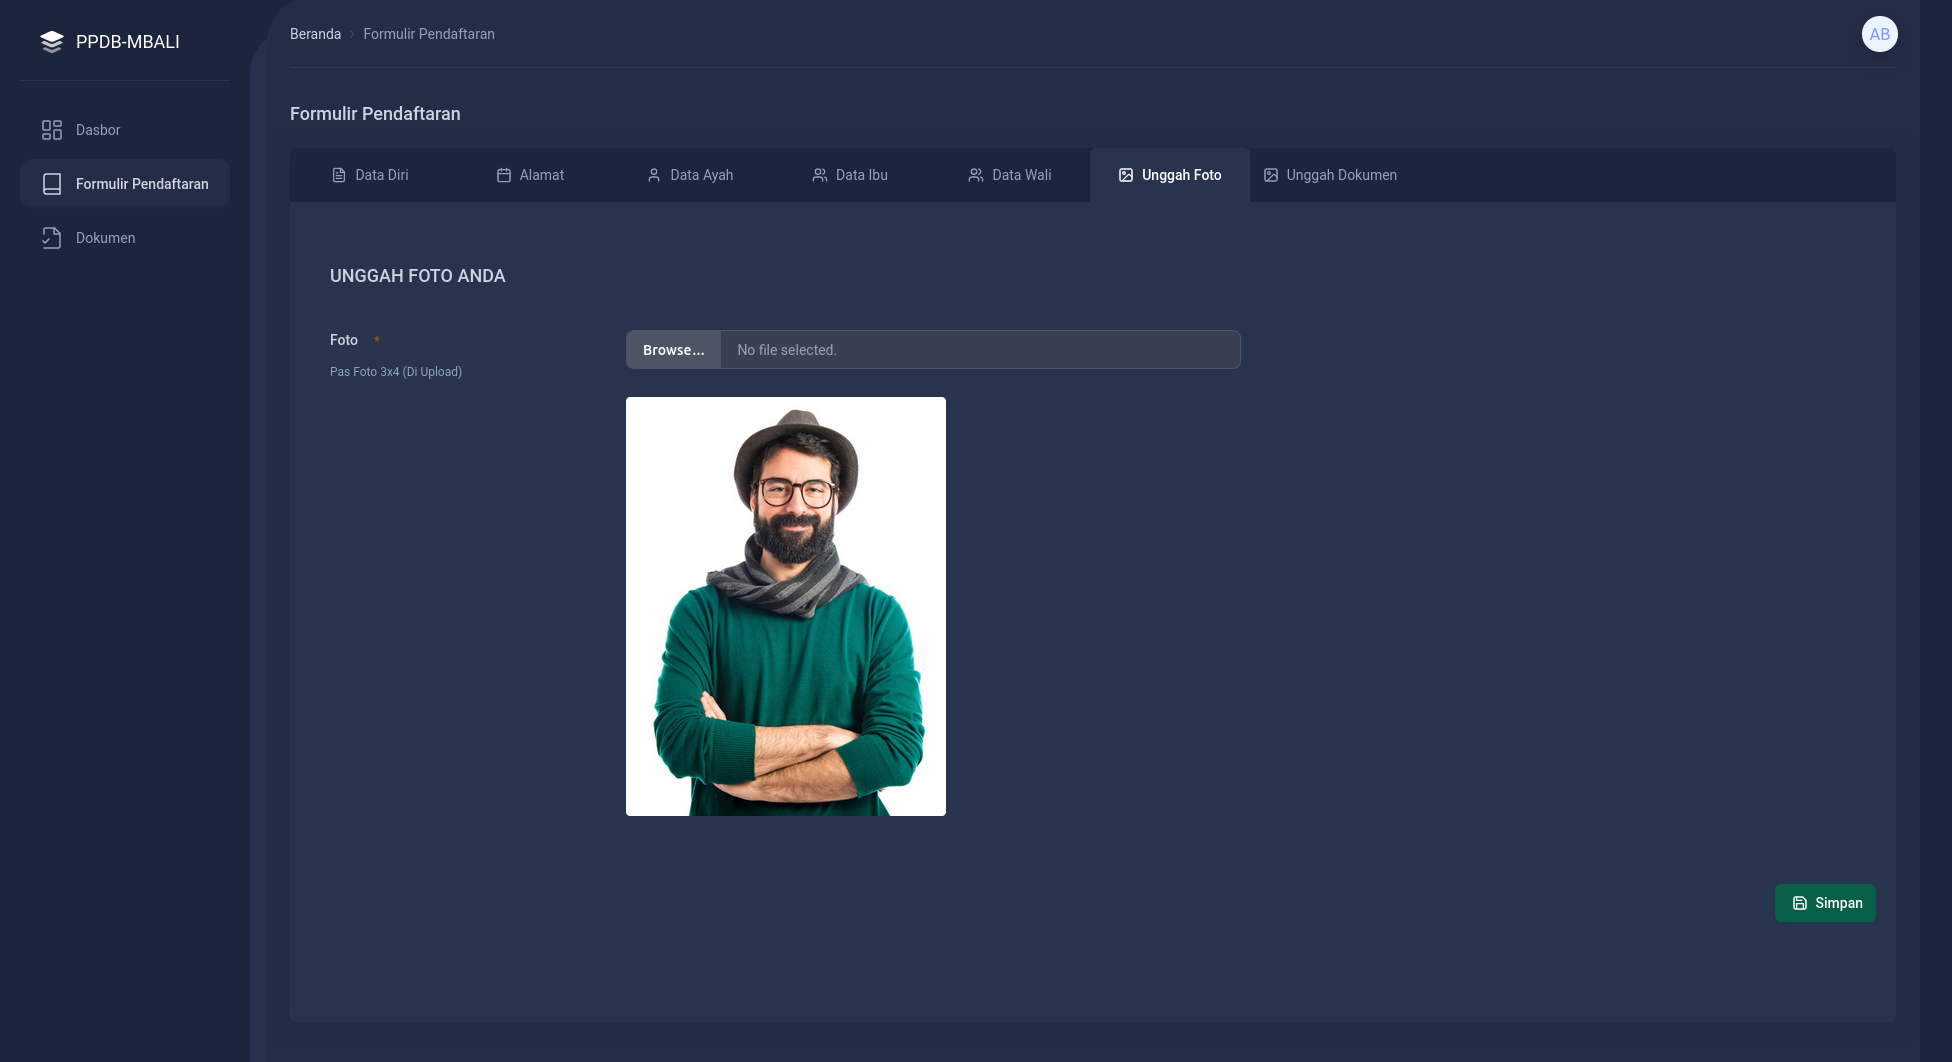 PPDB-MBALI
Dasbor
Formulir Pendaftaran
Dokumen
Beranda
Formulir Pendaftaran
AB
Formulir Pendaftaran
Data Diri
Alamat
Data Ayah
Data Ibu
Data Wali
Unggah Foto
Unggah Dokumen
UNGGAH FOTO ANDA
Foto *
Pas Foto 3x4 (Di Upload)
Browse... No file selected.
Simpan